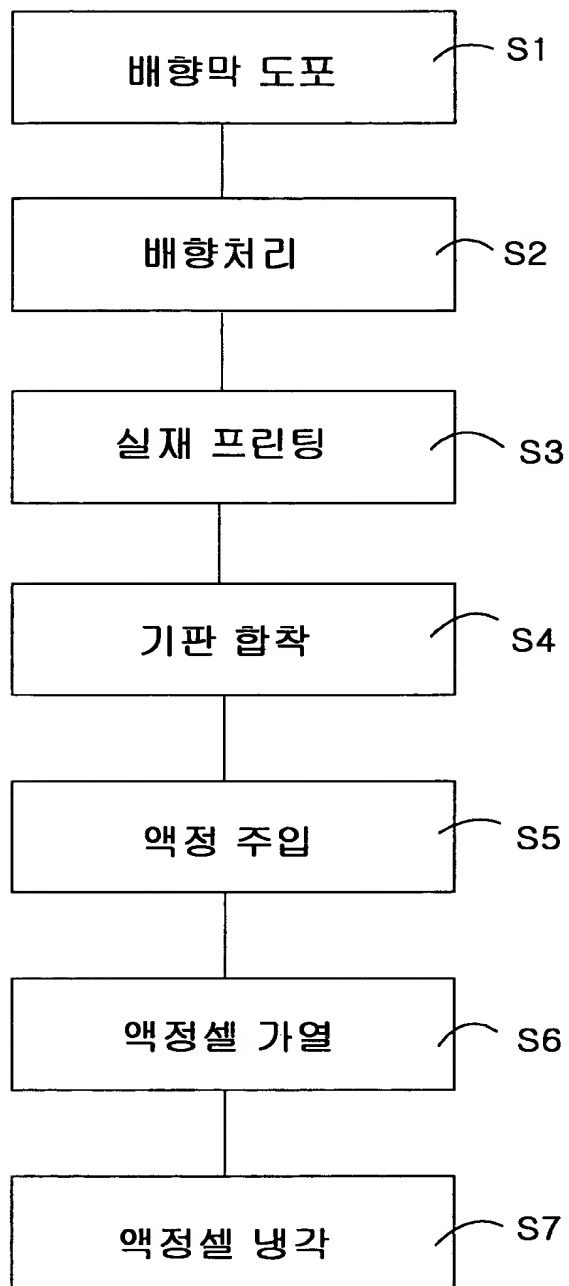 배향막 도포 S1
배향처리 S2
실재 프린팅 S3
기판 합착 S4
액정 주입 S5
액정셀 가열 S6
액정셀 냉각 S7